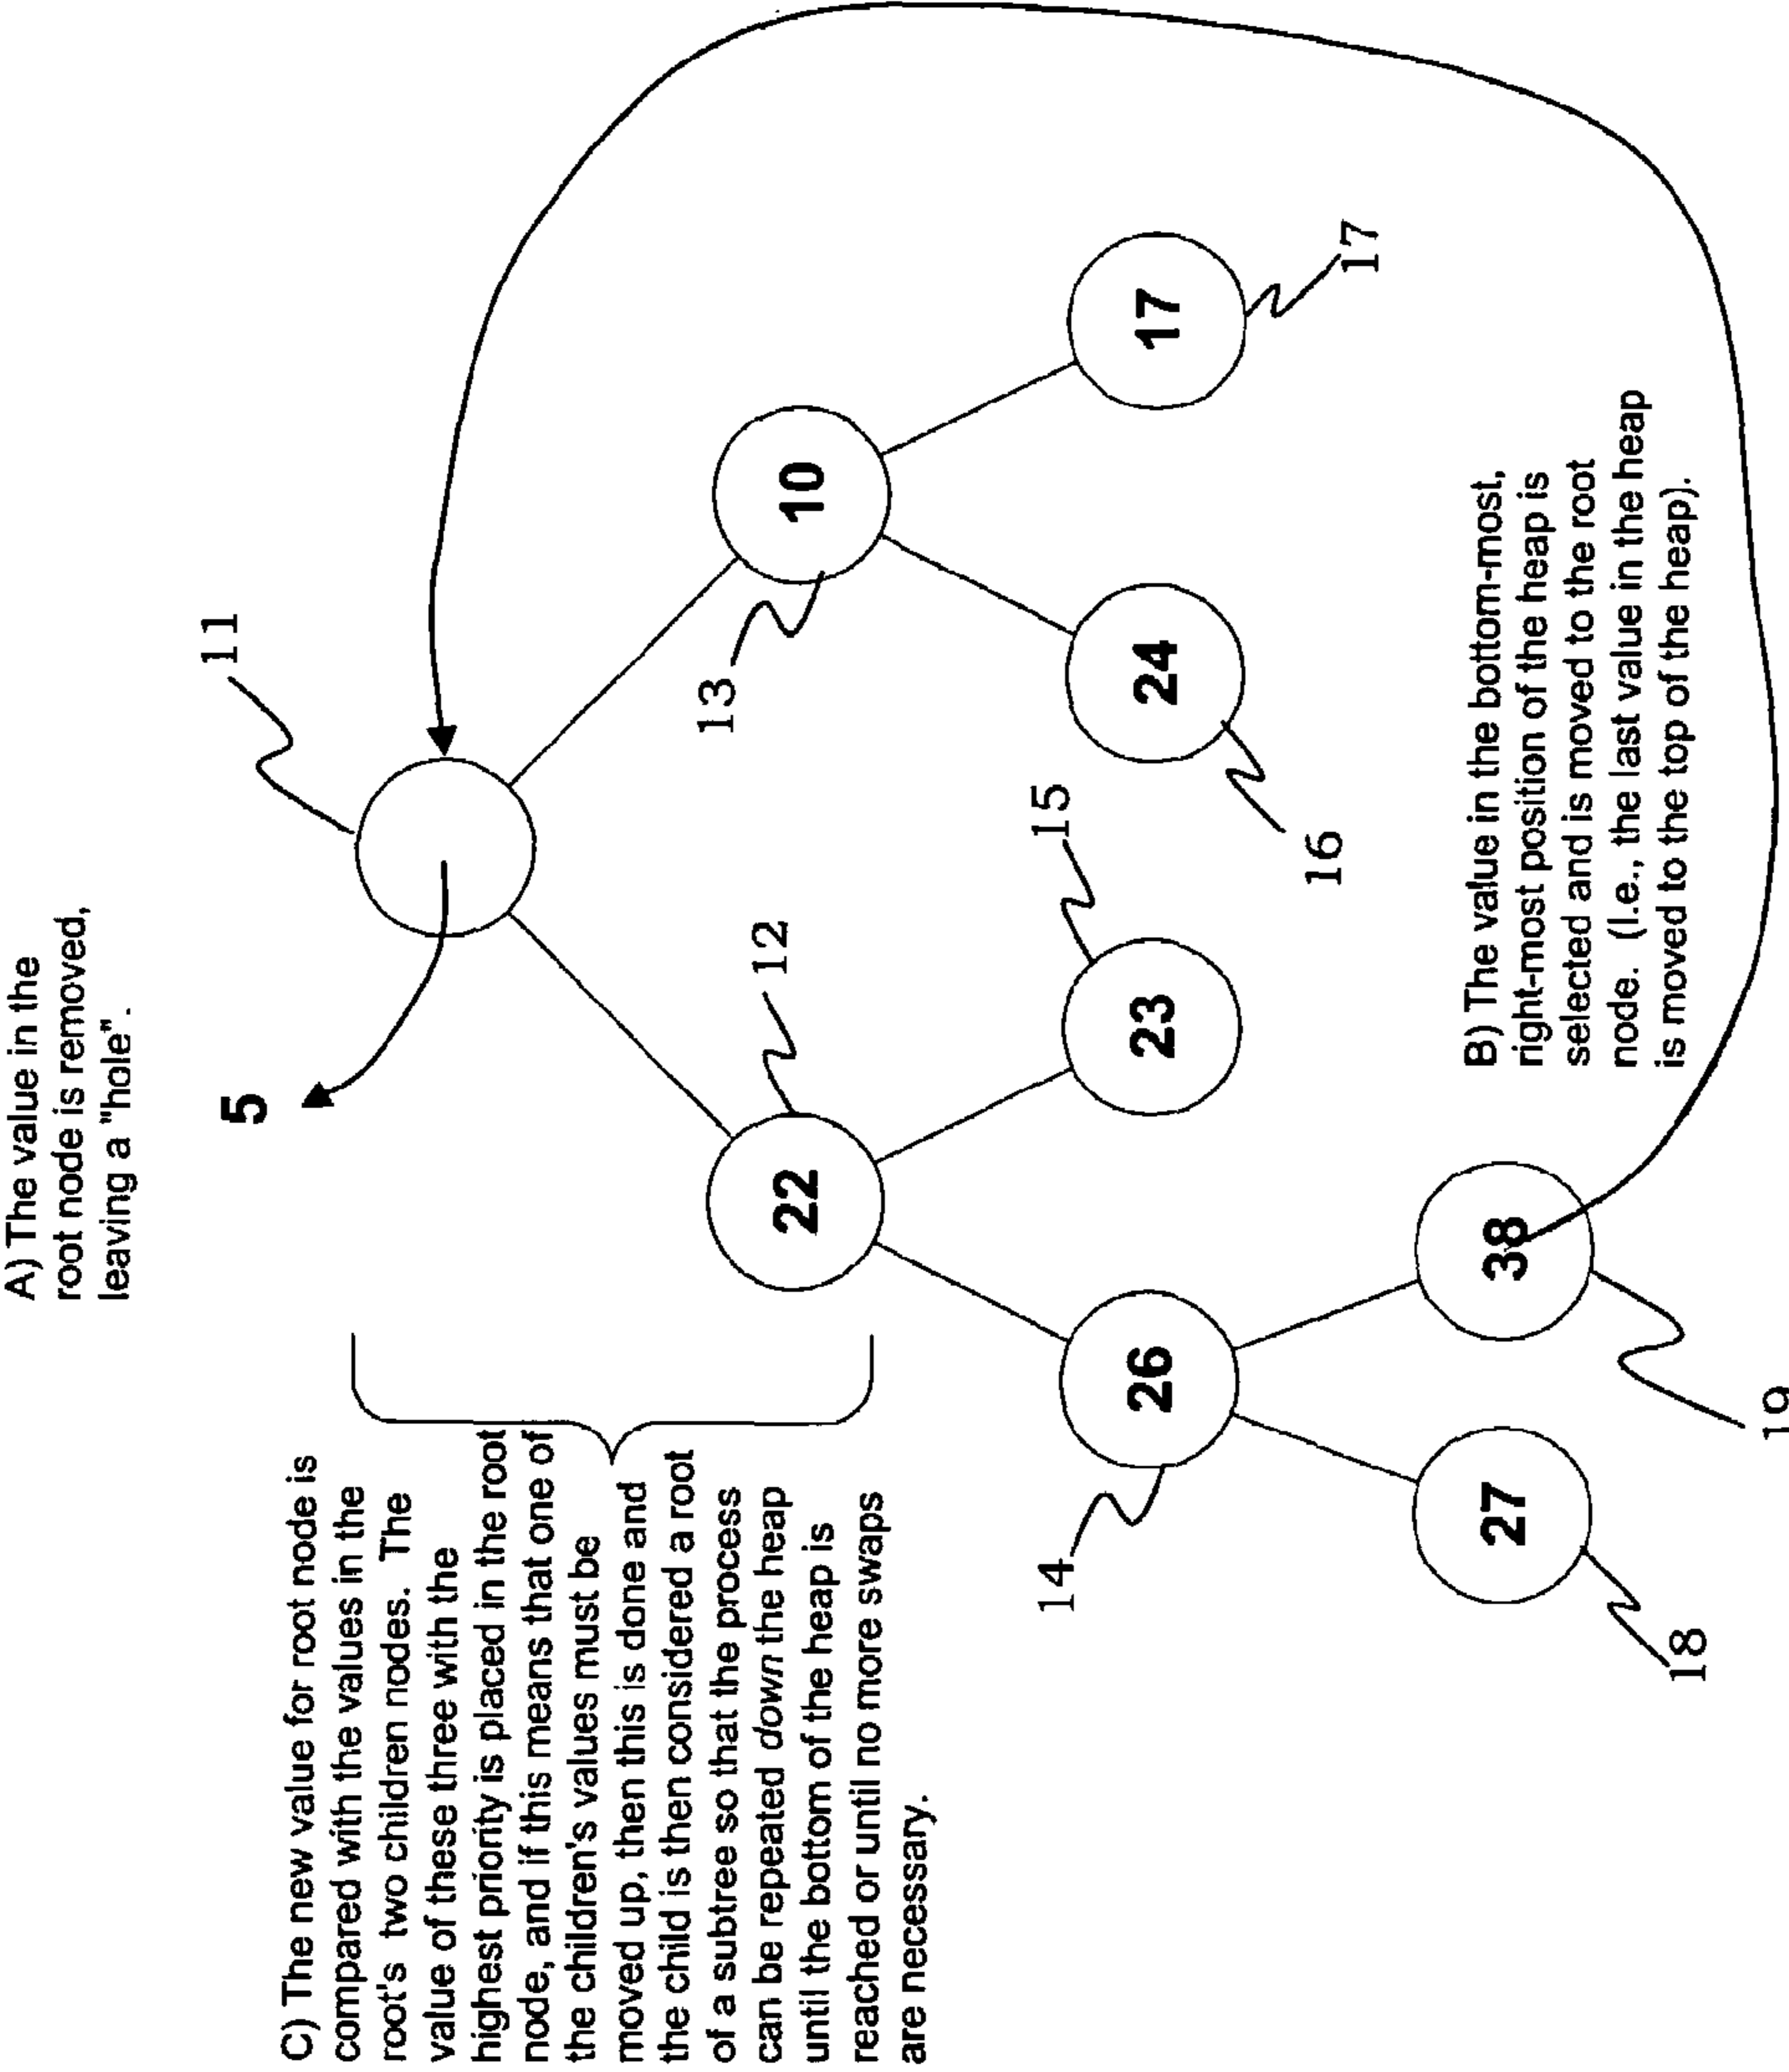 A) The value in the
root node is removed,
leaving a "hole".
5
11
C) The new value for root node is
compared with the values in the
root's two children nodes. The
value of these three with the
highest priority is placed in the root
node, and if this means that one of
the children's values must be
moved up, then this is done and
the child is then considered a root
of a subtree so that the process
can be repeated down the heap
until the bottom of the heap is
reached or until no more swaps
are necessary.
22
12
13
10
14
26
23
15
24
16
17
17
27
18
38
19
B) The value in the bottom-most,
right-most position of the heap is
selected and is moved to the root
node. (I.e., the last value in the heap
is moved to the top of the heap).